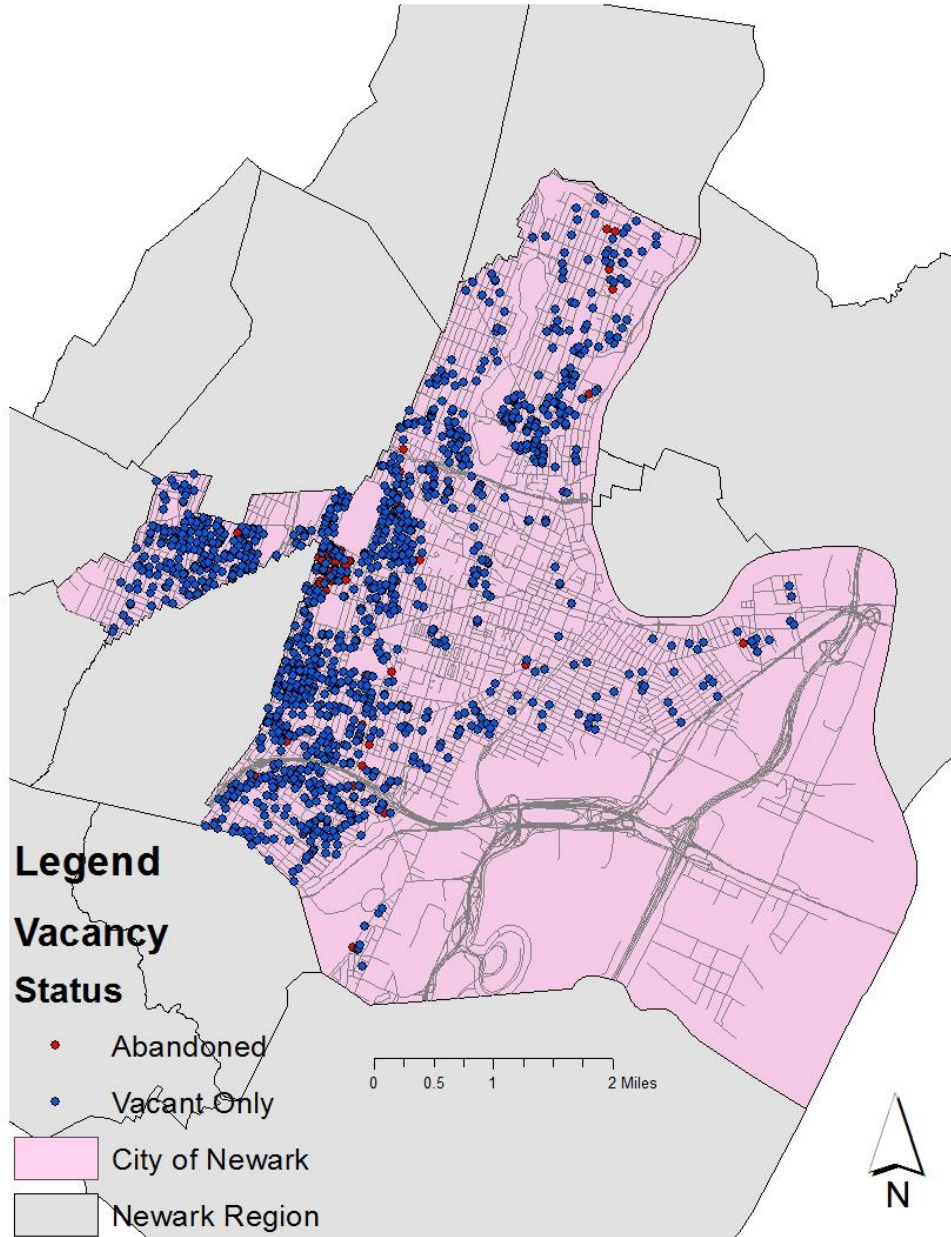 Legend
Vacancy
Status
Abandoned
Vacant Only
City of Newark
Newark Region
0 0.5 1 2 Miles
N